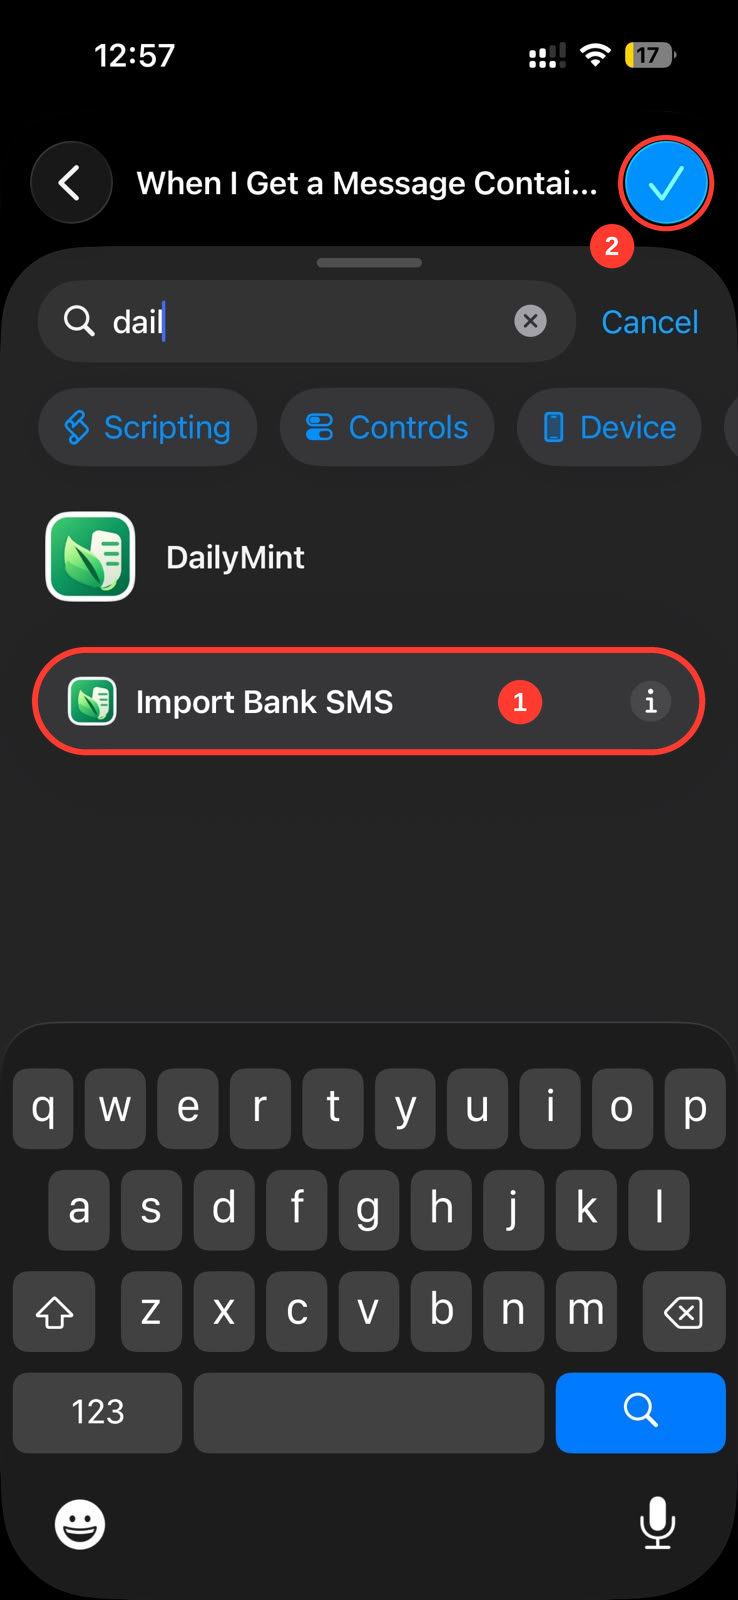 12:57
17
When I Get a Message Contai...
2
dail
Cancel
Scripting
Controls
Device
DailyMint
Import Bank SMS
1
i
q w e r t y u i o p
a s d f g h j k l
z x c v b n m
123